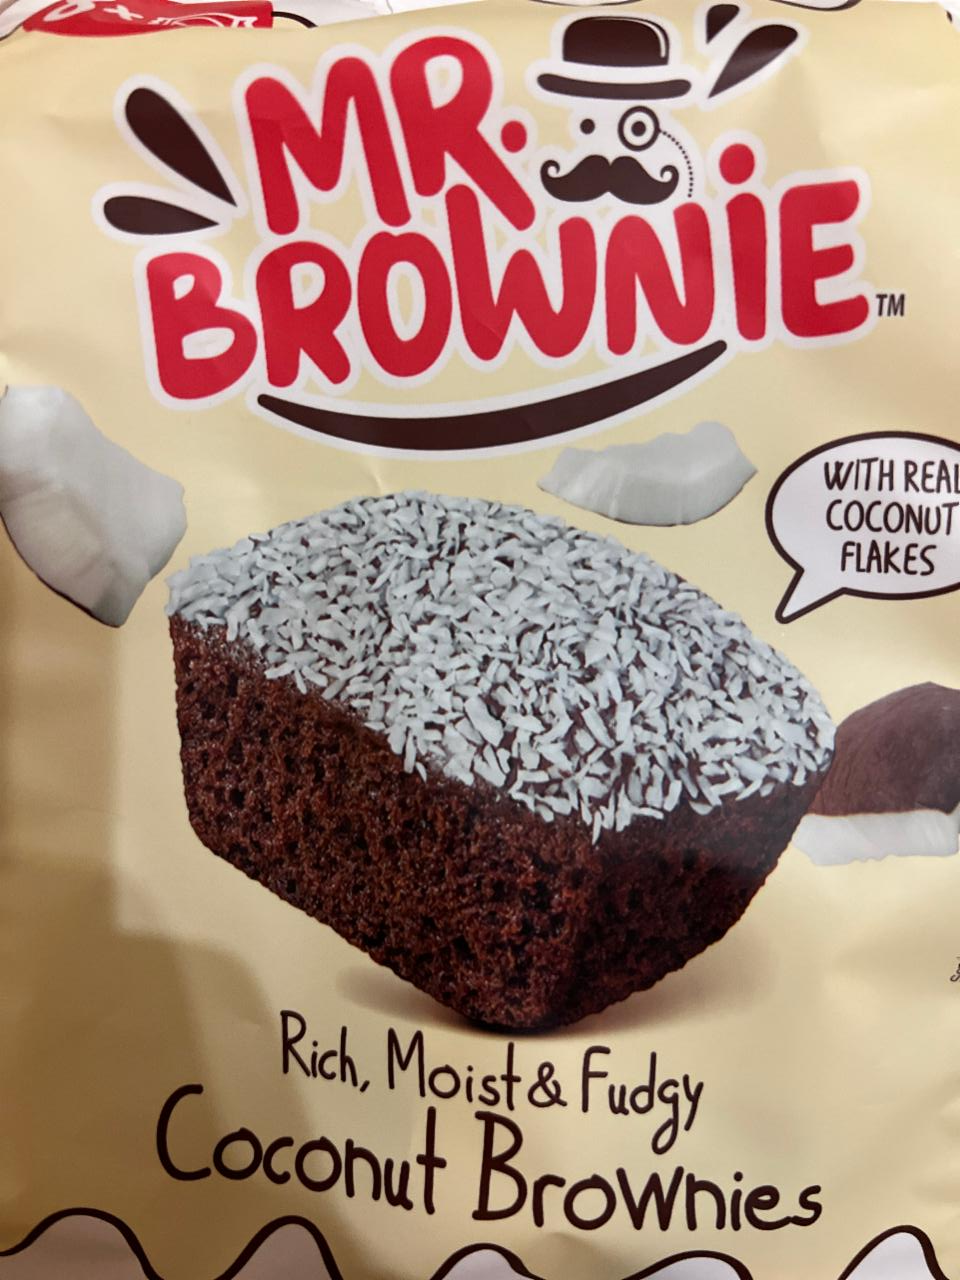 MR.
BROWNIE™
WITH REAL
COCONUT
FLAKES
Rich, Moist & Fudgy
Coconut Brownies